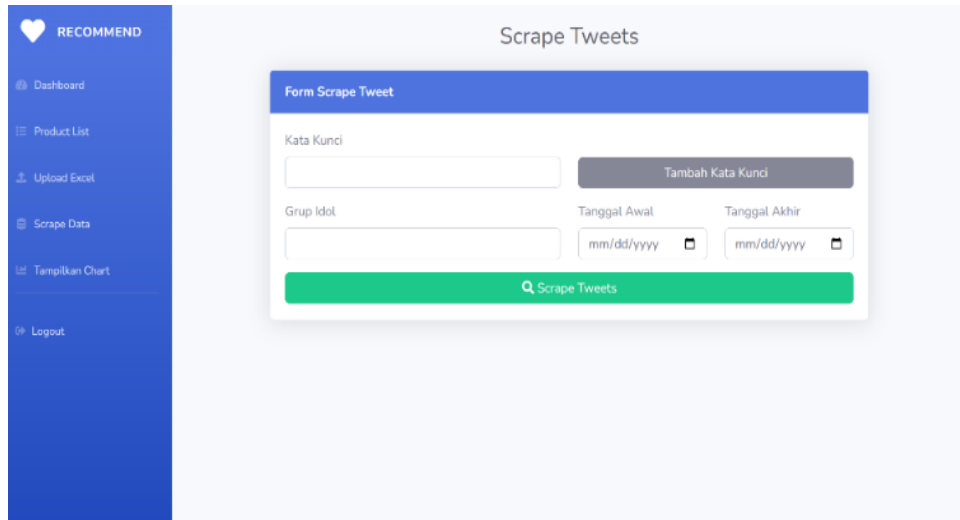 RECOMMEND
Dashboard
Product List
Upload Excel
Scrape Data
Tampilkan Chart
Logout
Scrape Tweets
Form Scrape Tweet
Kata Kunci
Tambah Kata Kunci
Grup Idol
Tanggal Awal
Tanggal Akhir
mm/dd/yyyy
mm/dd/yyyy
Scrape Tweets